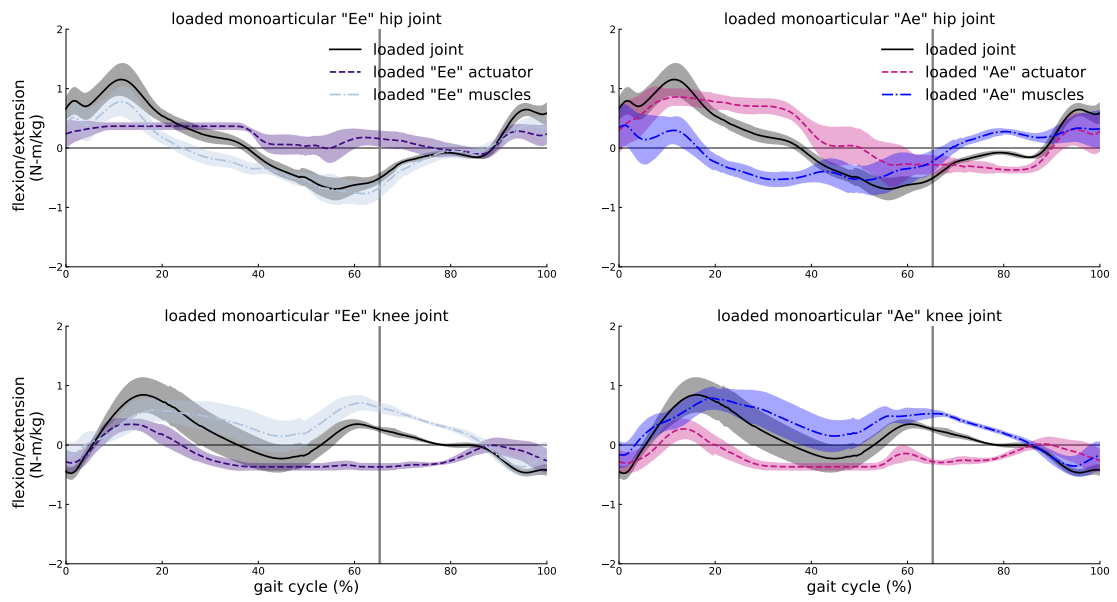 loaded monoarticular "Ee" hip joint
2
1
0
−1
−2
0
20
40
60
80
100
flexion/extension
(N-m/kg)
loaded joint
loaded "Ee" actuator
loaded "Ee" muscles
loaded monoarticular "Ae" hip joint
2
1
0
−1
−2
0
20
40
60
80
100
loaded joint
loaded "Ae" actuator
loaded "Ae" muscles
loaded monoarticular "Ee" knee joint
2
1
0
−1
−2
0
20
40
60
80
100
flexion/extension
(N-m/kg)
gait cycle (%)
loaded monoarticular "Ae" knee joint
2
1
0
−1
−2
0
20
40
60
80
100
gait cycle (%)